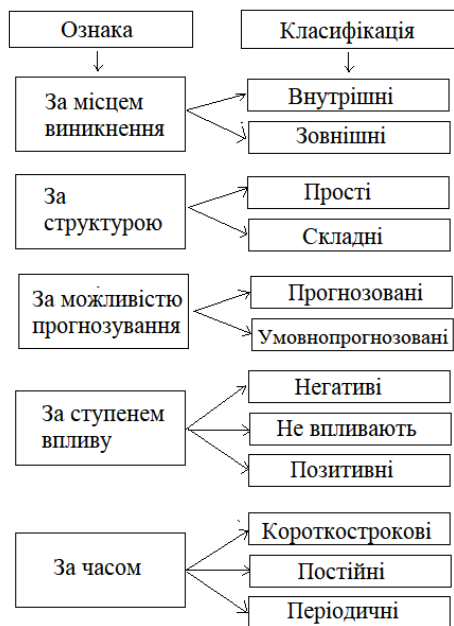 Ознака
Класифікація
За місцем
виникнення
Внутрішні
Зовнішні
За
структурою
Прості
Складні
За можливістю
прогнозування
Прогнозовані
Умовнопрогнозовані
За ступенем
впливу
Негативі
Не впливають
Позитивні
За часом
Короткострокові
Постійні
Періодичні